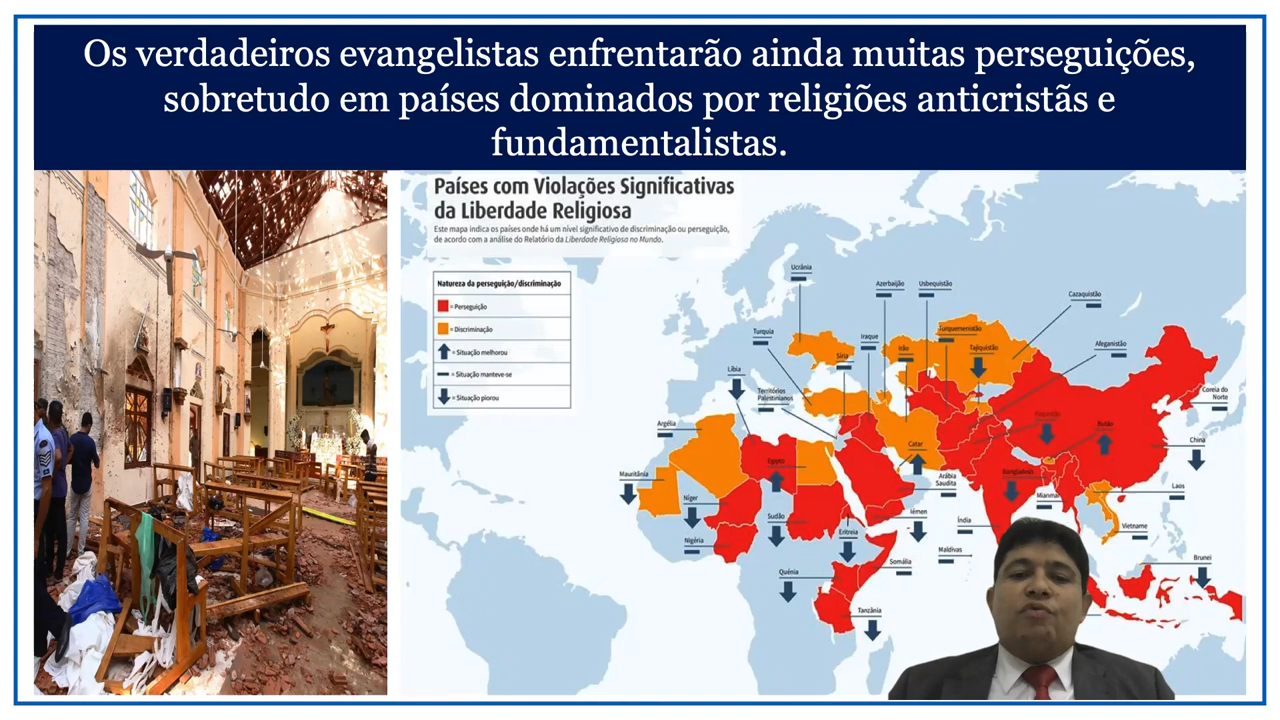 Os verdadeiros evangelistas enfrentarão ainda muitas perseguições,
sobretudo em países dominados por religiões anticristãs e
fundamentalistas.
Países com Violações Significativas
da Liberdade Religiosa
Este mapa indica os países onde há um nível significativo de discriminação ou perseguição,
de acordo com a análise do Relatório da Liberdade Religiosa no Mundo.
Natureza da perseguição/discriminação
= Perseguição
= Discriminação
= Situação melhorou
= Situação manteve-se
= Situação piorou
Ucrânia
Azerbaijão
Usbequistão
Cazaquistão
Turquia
Iraque
Turquemenistão
Síria
Irão
Tajiquistão
Afeganistão
Líbia
Territórios
Palestinianos
Coreia do
Norte
Argélia
Paquistão
Butão
Catar
China
Egipto
Mauritânia
Arábia
Saudita
Bangladesh
Níger
Mianmar
Laos
Sudão
Iémen
Índia
Vietname
Nigéria
Eritreia
Maldivas
Somália
Brunei
Quénia
Tanzânia